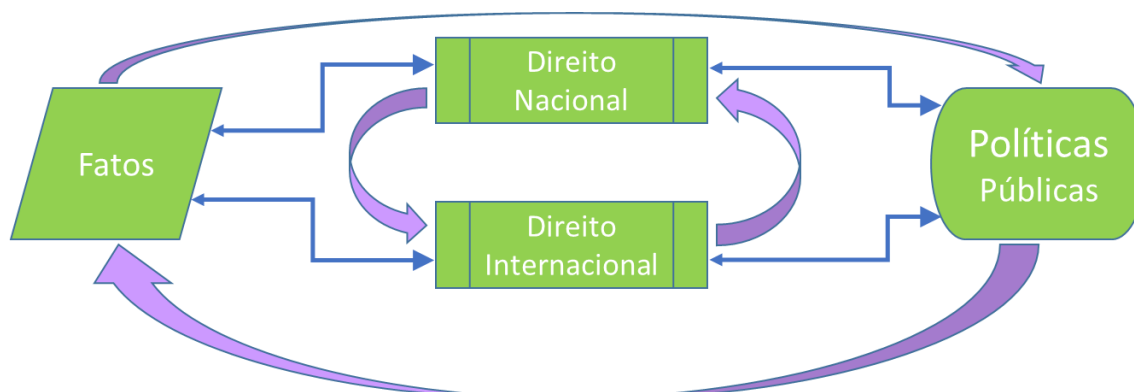 Direito
Nacional
Fatos
Políticas
Públicas
Direito
Internacional